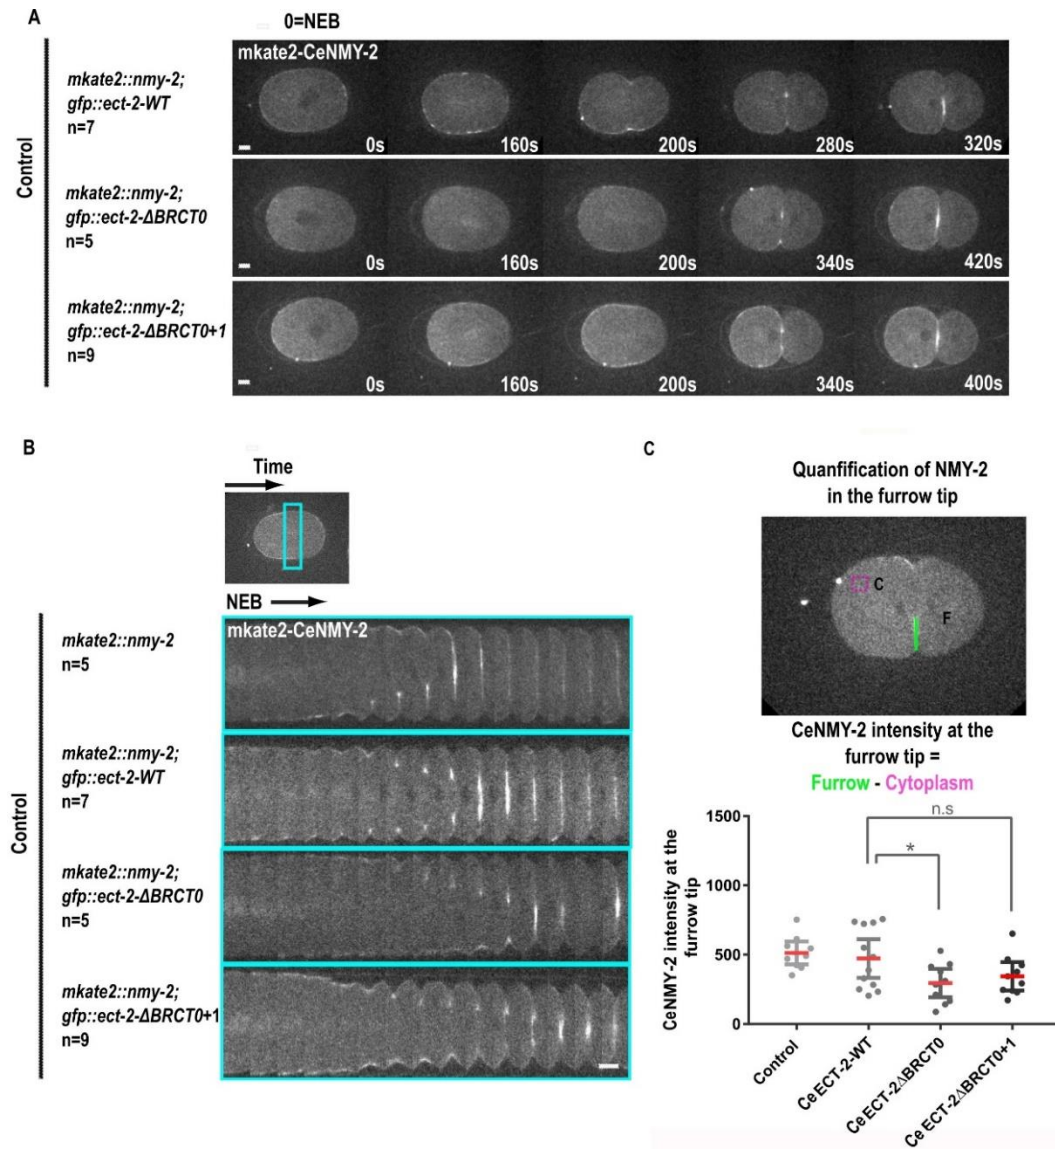 A
0=NEB
Control
mkate2::nmy-2;
gfp::ect-2-WT
n=7
mkate2-CeNMY-2
0s
160s
200s
280s
320s
mkate2::nmy-2;
gfp::ect-2-ΔBRCT0
n=5
0s
160s
200s
340s
420s
mkate2::nmy-2;
gfp::ect-2-ΔBRCT0+1
n=9
0s
160s
200s
340s
400s
B
Time
NEB
Control
mkate2::nmy-2
n=5
mkate2-CeNMY-2
mkate2::nmy-2;
gfp::ect-2-WT
n=7
mkate2::nmy-2;
gfp::ect-2-ΔBRCT0
n=5
mkate2::nmy-2;
gfp::ect-2-ΔBRCT0+1
n=9
C
Quanfification of NMY-2
in the furrow tip
C
F
CeNMY-2 intensity at the
furrow tip =
Furrow - Cytoplasm
CeNMY-2 intensity at the
furrow tip
1500
1000
500
0
n.s
*
Control
Ce ECT-2-WT
Ce ECT-2ΔBRCT0
Ce ECT-2ΔBRCT0+1